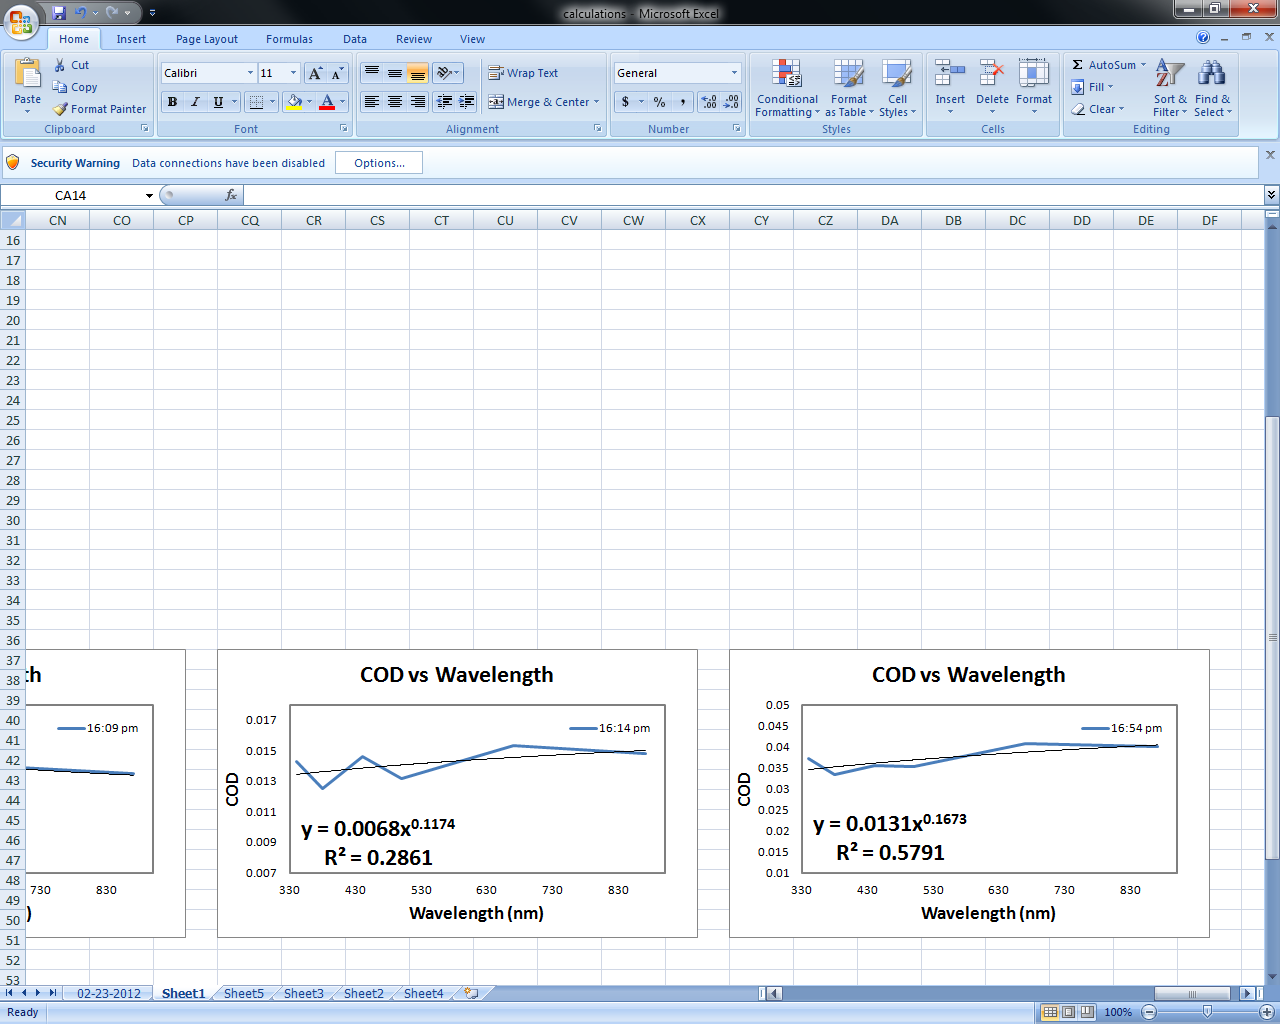 calculations - Microsoft Excel
Home Insert Page Layout Formulas Data Review View
Paste
Cut
Copy
Format Painter
Clipboard
Calibri 11
B I U
Font
Wrap Text
Merge & Center
Alignment
General
$ % ,
Number
Conditional Formatting
Format as Table
Cell Styles
Styles
Insert Delete Format
Cells
Σ AutoSum
Fill
Clear
Sort & Filter
Find & Select
Editing
Security Warning Data connections have been disabled Options...
CA14 fx
CN CO CP CQ CR CS CT CU CV CW CX CY CZ DA DB DC DD DE DF
16
17
18
19
20
21
22
23
24
25
26
27
28
29
30
31
32
33
34
35
36
37
38
39
40
41
42
43
44
45
46
47
48
49
50
51
52
53
th
16:09 pm
730 830
)
COD vs Wavelength
16:14 pm
0.017
0.015
0.013
0.011
0.009
0.007
COD
y = 0.0068x^0.1174
R² = 0.2861
330 430 530 630 730 830
Wavelength (nm)
COD vs Wavelength
16:54 pm
0.05
0.045
0.04
0.035
0.03
0.025
0.02
0.015
0.01
COD
y = 0.0131x^0.1673
R² = 0.5791
330 430 530 630 730 830
Wavelength (nm)
02-23-2012 Sheet1 Sheet5 Sheet3 Sheet2 Sheet4
Ready 100%